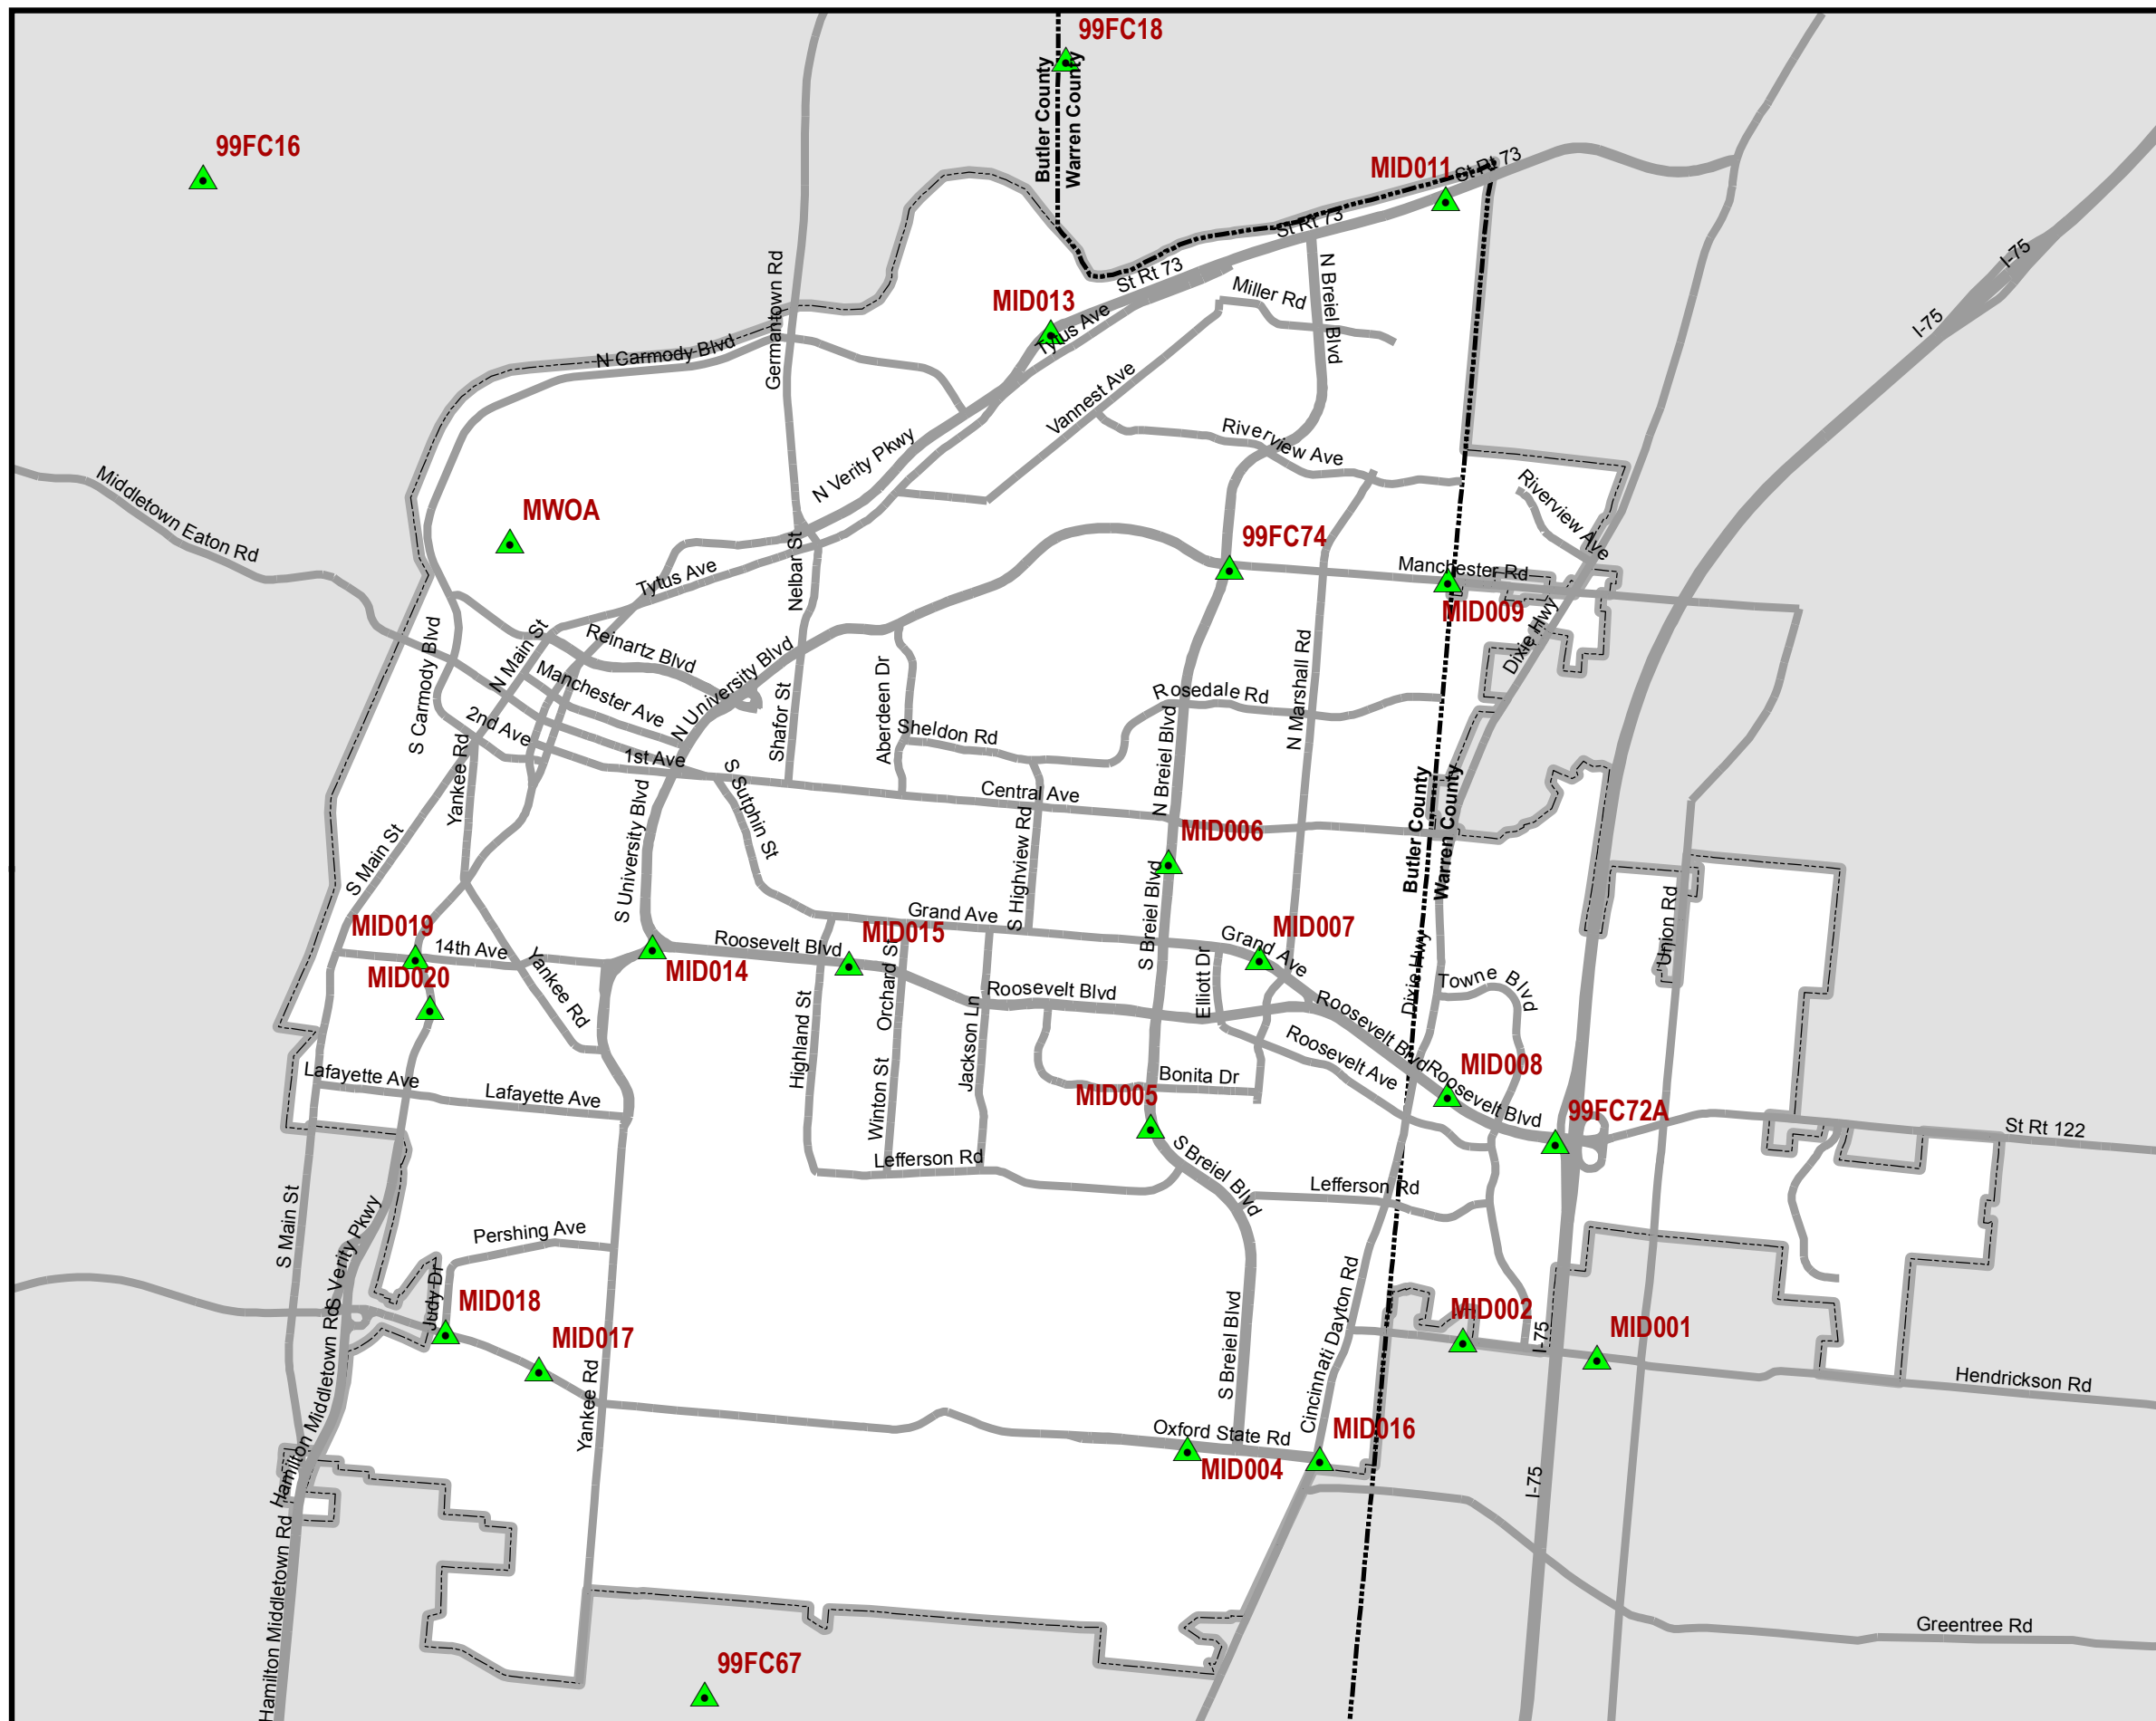 99FC18
Butler County
Warren County
99FC16
MID011
St Rt 73
St Rt 73
St Rt 73
I-75
I-75
Germantown Rd
MID013
Tytus Ave
Miller Rd
N Breiel Blvd
N Carmody Blvd
Vannest Ave
N Verity Pkwy
Riverview Ave
Riverview Ave
Middletown Eaton Rd
MWOA
99FC74
Manchester Rd
MID009
Dixie Hwy
Tytus Ave
Nelbar St
N Main St
Reinartz Blvd
Manchester Ave
N University Blvd
S Carmody Blvd
2nd Ave
1st Ave
Yankee Rd
Shafor St
Aberdeen Dr
Sheldon Rd
Rosedale Rd
N Marshall Rd
N Breiel Blvd
Central Ave
S Sutphin St
S University Blvd
S Highview Rd
MID006
Butler County
Warren County
S Main St
S Breiel Blvd
Grand Ave
MID007
Grand Ave
Union Rd
MID019
14th Ave
MID020
Yankee Rd
MID014
Roosevelt Blvd
MID015
Orchard St
Roosevelt Blvd
Elliott Dr
Dixie Hwy
Towne Blvd
Roosevelt Blvd
Roosevelt Ave
Roosevelt Blvd
MID008
Highland St
Winton St
Jackson Ln
Bonita Dr
MID005
99FC72A
St Rt 122
Lafayette Ave
Lafayette Ave
Lefferson Rd
S Breiel Blvd
Lefferson Rd
S Main St
S Verity Pkwy
Pershing Ave
Judy Dr
MID018
MID017
Yankee Rd
S Breiel Blvd
Cincinnati Dayton Rd
MID002
I-75
MID001
Hendrickson Rd
Hamilton Middletown Rd
Oxford State Rd
MID004
MID016
I-75
Hamilton Middletown Rd
Greentree Rd
99FC67